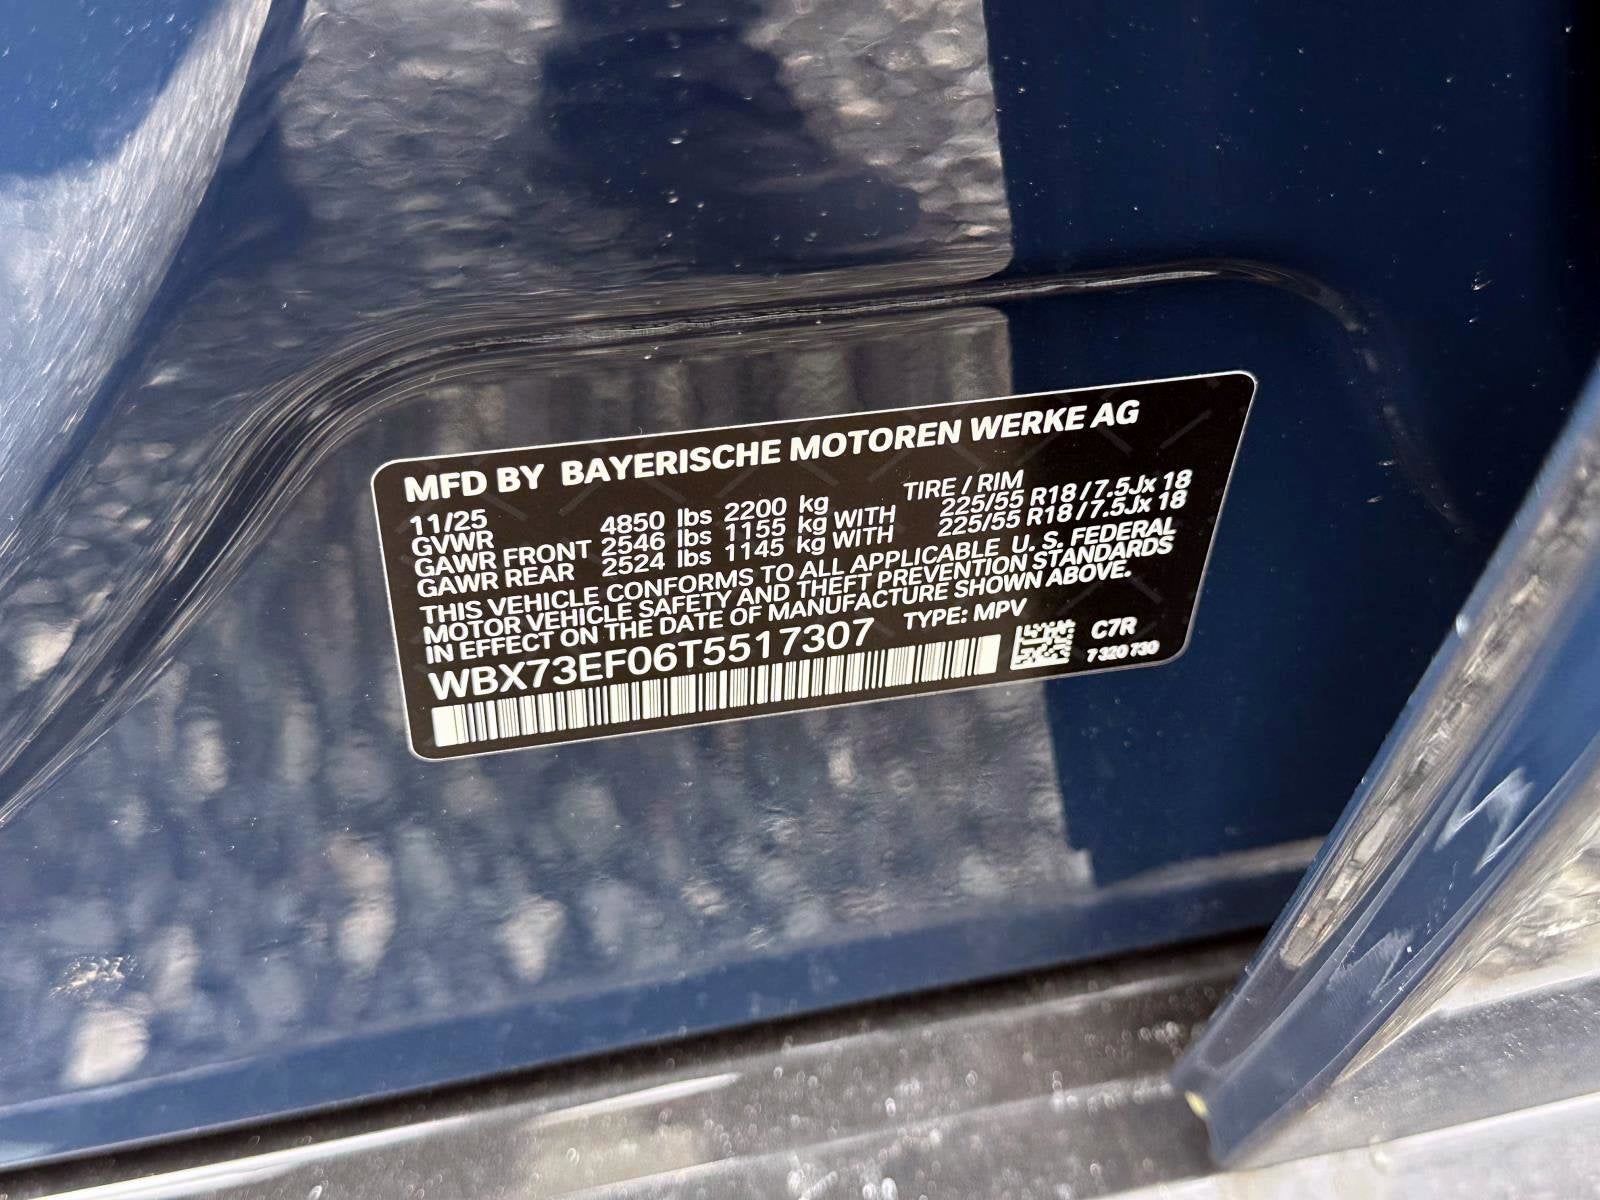 MFD BY BAYERISCHE MOTOREN WERKE AG
11/25 TIRE / RIM
GVWR 4850 lbs 2200 kg
GAWR FRONT 2546 lbs 1155 kg WITH 225/55 R18 / 7.5Jx 18
GAWR REAR 2524 lbs 1145 kg WITH 225/55 R18 / 7.5Jx 18
THIS VEHICLE CONFORMS TO ALL APPLICABLE U. S. FEDERAL
MOTOR VEHICLE SAFETY AND THEFT PREVENTION STANDARDS
IN EFFECT ON THE DATE OF MANUFACTURE SHOWN ABOVE.
WBX73EF06T5517307 TYPE: MPV
C7R
7 320 730